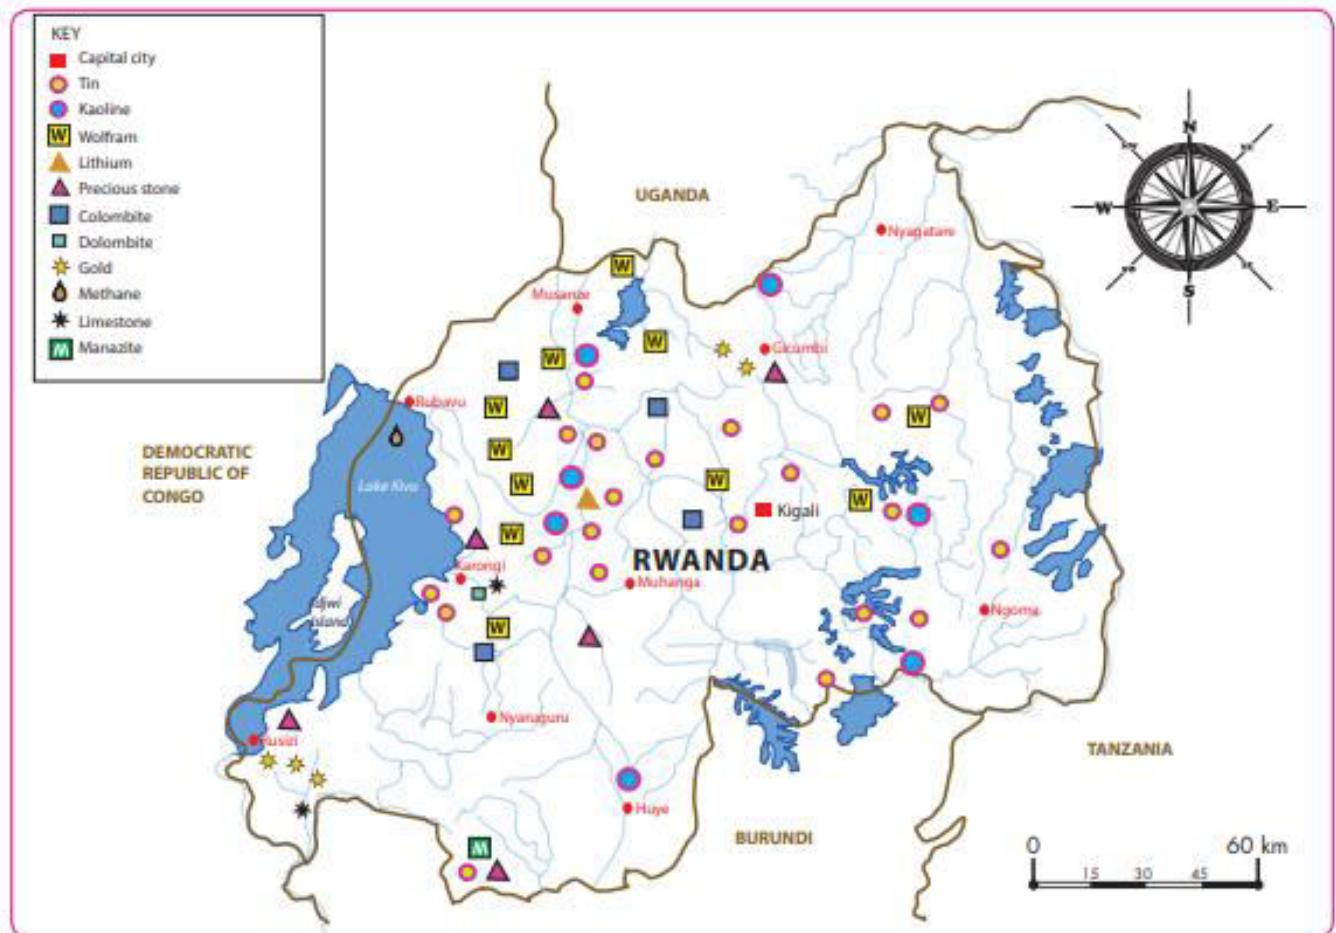 KEY
Capital city
Tin
Kaoline
W Wolfram
Lithium
Precious stone
Colombite
Dolombite
Gold
Methane
Limestone
M Manazite
UGANDA
N
W
E
S
Nyagatare
W
Musanze
Gicumbi
W
W
Rubavu
W
W
DEMOCRATIC
REPUBLIC OF
CONGO
Lake Kivu
W
W
W
W
Kigali
W
RWANDA
Karongi
Muhanga
Idjwi
Island
Ngoma
W
Nyaruguru
Rusizi
TANZANIA
Huye
BURUNDI
0
60 km
15
30
45